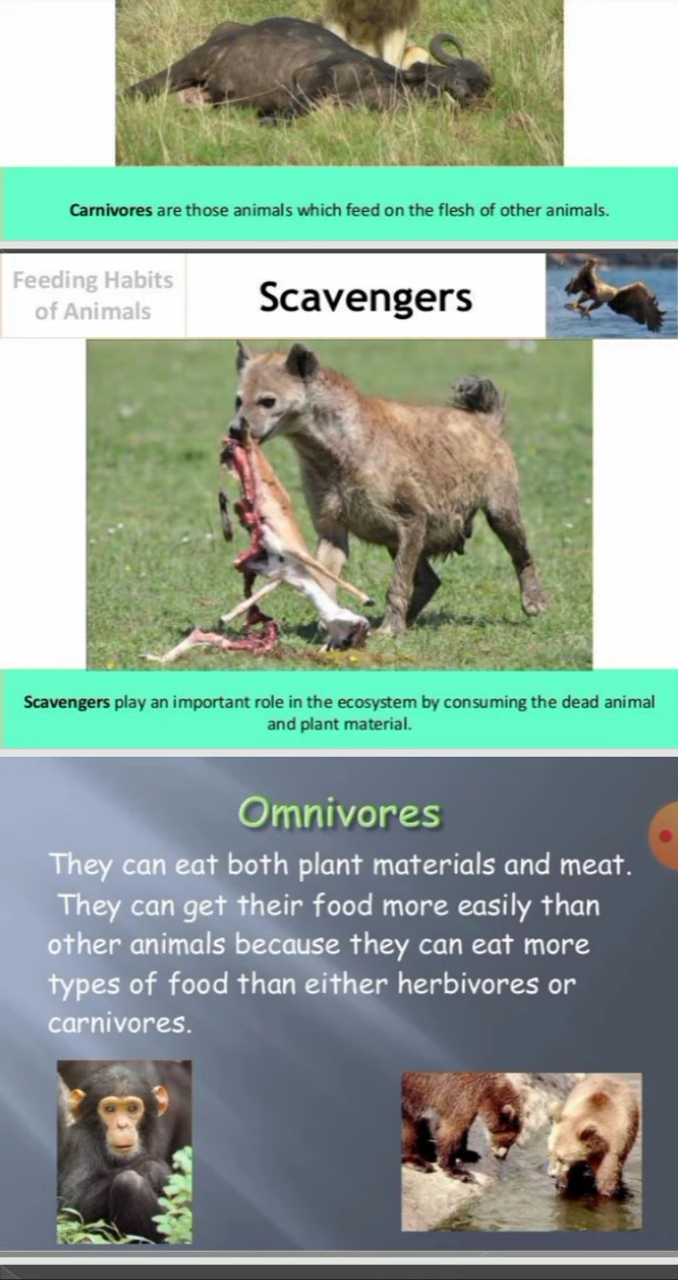 Carnivores are those animals which feed on the flesh of other animals.
Feeding Habits
of Animals
Scavengers
Scavengers play an important role in the ecosystem by consuming the dead animal
and plant material.
Omnivores
They can eat both plant materials and meat.
They can get their food more easily than
other animals because they can eat more
types of food than either herbivores or
carnivores.